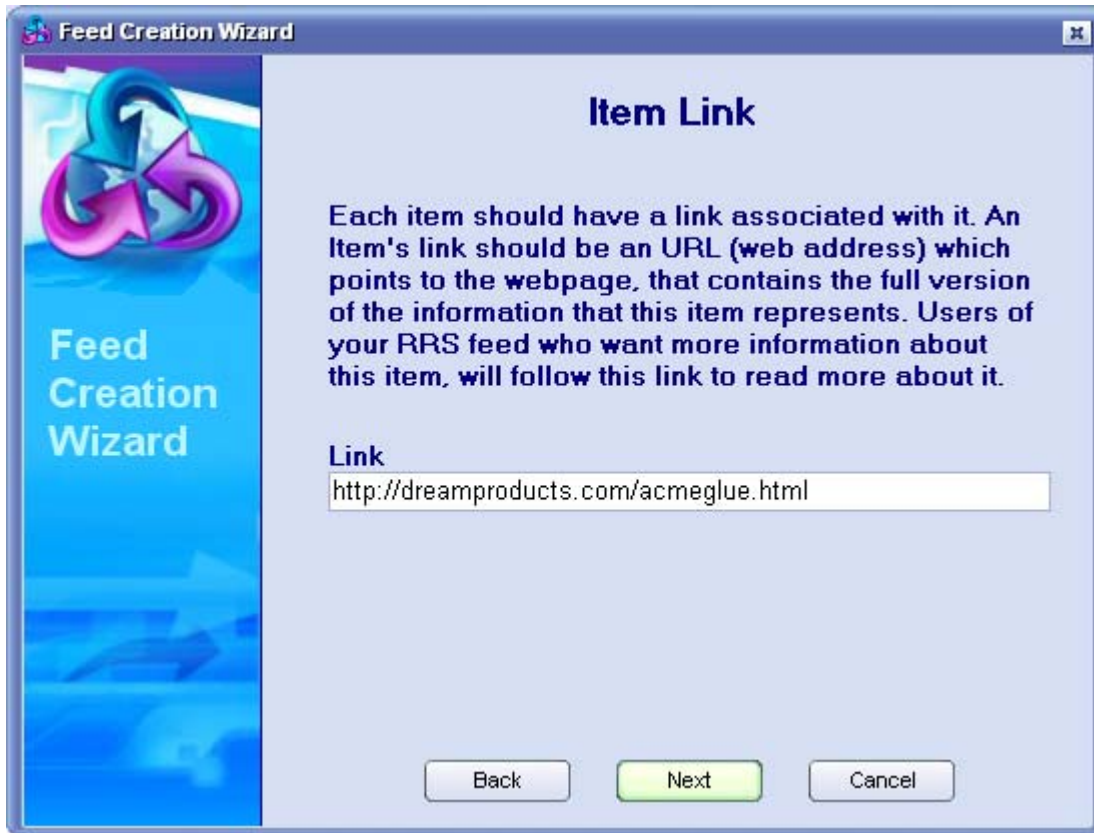 Feed Creation Wizard
Item Link
Each item should have a link associated with it. An
Item's link should be an URL (web address) which
points to the webpage, that contains the full version
of the information that this item represents. Users of
your RRS feed who want more information about
this item, will follow this link to read more about it.
Feed
Creation
Wizard
Link
http://dreamproducts.com/acmeglue.html
Back
Next
Cancel